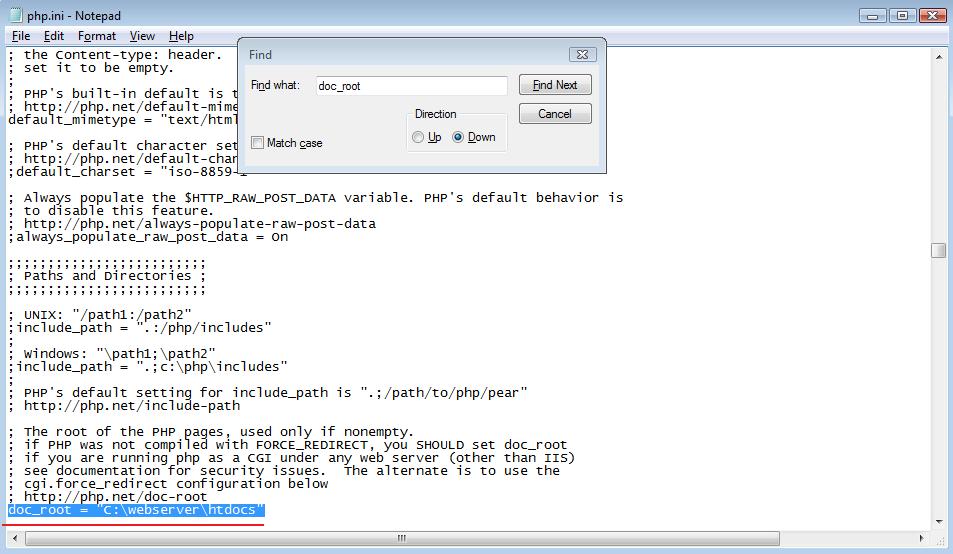 php.ini - Notepad
File Edit Format View Help
; the Content-type: header.
; set it to be empty.
;
; PHP's built-in default is t
; http://php.net/default-mime
default_mimetype = "text/html
; PHP's default character set
; http://php.net/default-char
;default_charset = "iso-8859-1
Find
Find what: doc_root
Find Next
Cancel
Direction
Up Down
Match case
; Always populate the $HTTP_RAW_POST_DATA variable. PHP's default behavior is
; to disable this feature.
; http://php.net/always-populate-raw-post-data
;always_populate_raw_post_data = On
;;;;;;;;;;;;;;;;;;;;;;;;;
; Paths and Directories ;
;;;;;;;;;;;;;;;;;;;;;;;;;
; UNIX: "/path1:/path2"
;include_path = ".:/php/includes"
;
; Windows: "\path1;\path2"
;include_path = ".;c:\php\includes"
;
; PHP's default setting for include_path is ".;/path/to/php/pear"
; http://php.net/include-path
; The root of the PHP pages, used only if nonempty.
; if PHP was not compiled with FORCE_REDIRECT, you SHOULD set doc_root
; if you are running php as a CGI under any web server (other than IIS)
; see documentation for security issues.  The alternate is to use the
; cgi.force_redirect configuration below
; http://php.net/doc-root
doc_root = "C:\webserver\htdocs"